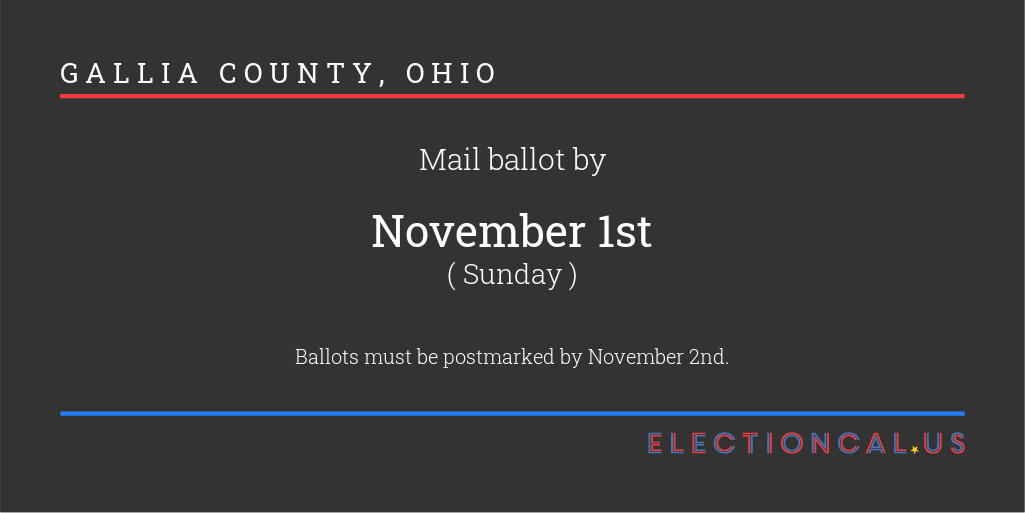 GALLIA COUNTY, OHIO
Mail ballot by
November 1st
( Sunday )
Ballots must be postmarked by November 2nd.
ELECTIONCAL.US